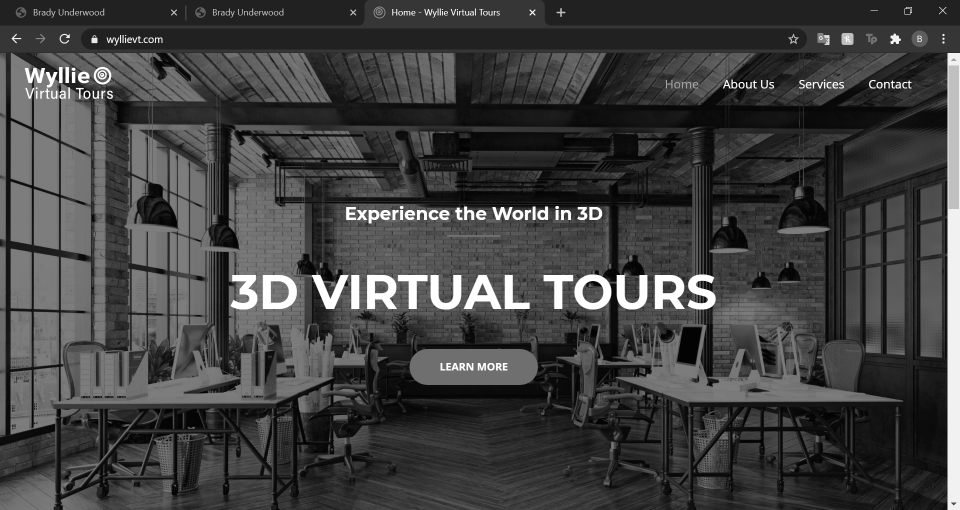 Brady Underwood
Brady Underwood
Home - Wyllie Virtual Tours
wyllievt.com
Tp
B
Wyllie
Virtual Tours
Home
About Us
Services
Contact
Experience the World in 3D
3D VIRTUAL TOURS
LEARN MORE